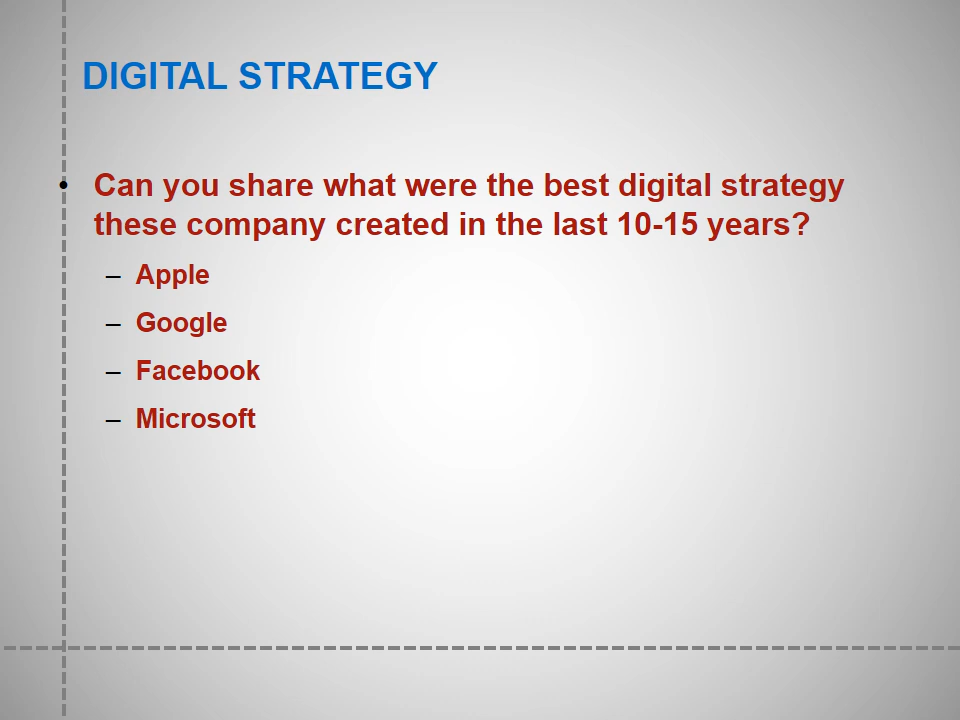 DIGITAL STRATEGY
• Can you share what were the best digital strategy
these company created in the last 10-15 years?
– Apple
– Google
– Facebook
– Microsoft